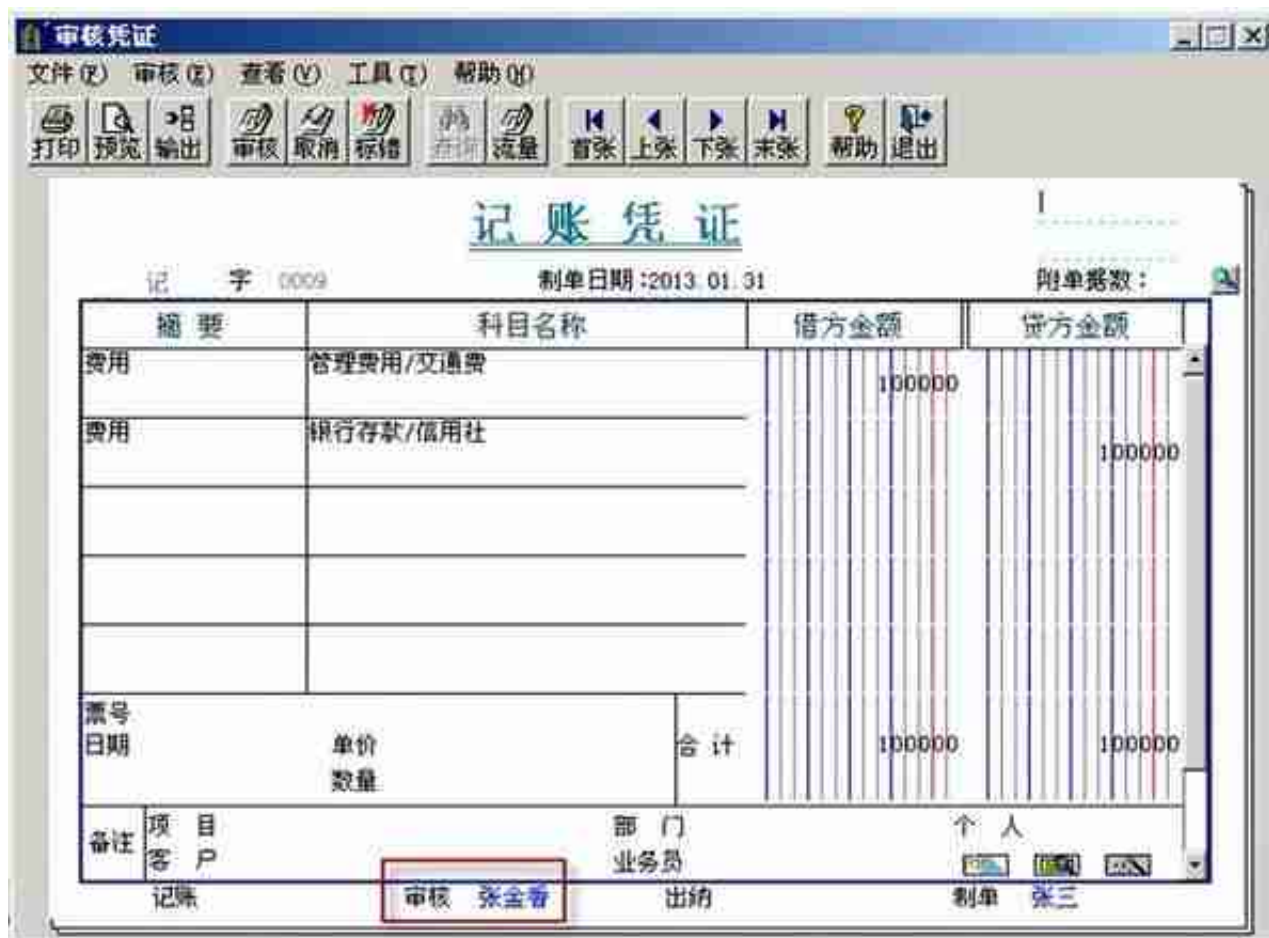 审核凭证
文件(F) 审核(E) 查看(V) 工具(T) 帮助(H)
打印 预览 输出 审核 取消 标错 查询 流量 首张 上张 下张 末张 帮助 退出
记账凭证
记 字 0009 制单日期:2013.01.31 附单据数:
摘要 科目名称 借方金额 贷方金额
费用 管理费用/交通费 100000
费用 银行存款/信用社 100000
票号
日期 单价 合计 100000 100000
数量
备注 项目 部门 个人
客户 业务员
记账 审核 张金香 出纳 制单 张三